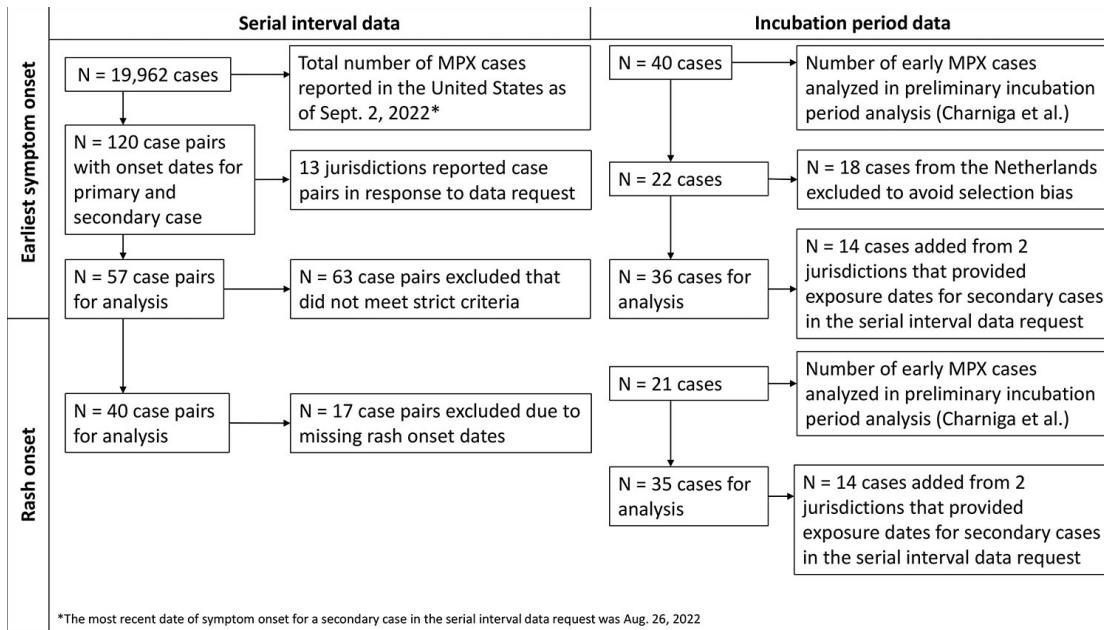 Serial interval data
Incubation period data
Earliest symptom onset
N = 19,962 cases
Total number of MPX cases
reported in the United States as
of Sept. 2, 2022*
N = 120 case pairs
with onset dates for
primary and
secondary case
13 jurisdictions reported case
pairs in response to data request
N = 57 case pairs
for analysis
N = 63 case pairs excluded that
did not meet strict criteria
N = 40 cases
Number of early MPX cases
analyzed in preliminary incubation
period analysis (Charniga et al.)
N = 22 cases
N = 18 cases from the Netherlands
excluded to avoid selection bias
N = 36 cases for
analysis
N = 14 cases added from 2
jurisdictions that provided
exposure dates for secondary cases
in the serial interval data request
Rash onset
N = 40 case pairs
for analysis
N = 17 case pairs excluded due to
missing rash onset dates
N = 21 cases
Number of early MPX cases
analyzed in preliminary incubation
period analysis (Charniga et al.)
N = 35 cases for
analysis
N = 14 cases added from 2
jurisdictions that provided
exposure dates for secondary cases
in the serial interval data request
*The most recent date of symptom onset for a secondary case in the serial interval data request was Aug. 26, 2022